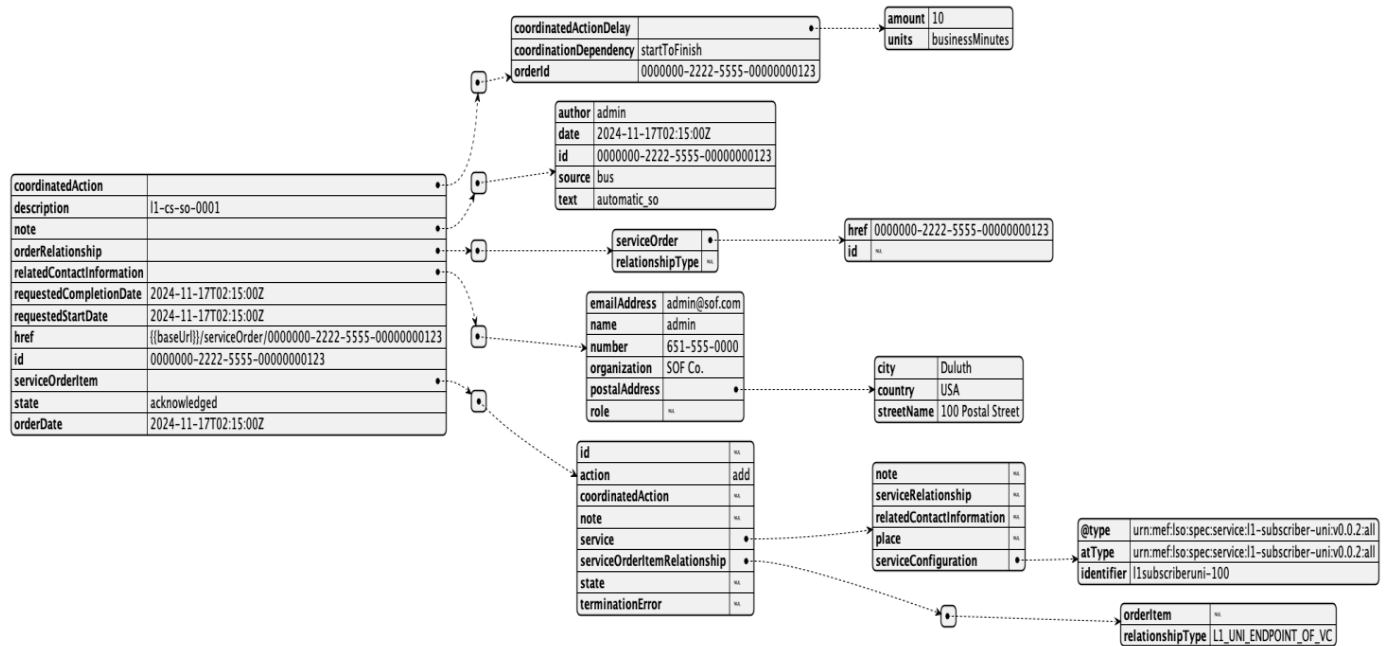 amount 10
units businessMinutes
coordinatedActionDelay
coordinationDependency startToFinish
orderId 0000000-2222-5555-00000000123
author admin
date 2024-11-17T02:15:00Z
id 0000000-2222-5555-00000000123
source bus
text automatic_so
coordinatedAction
description l1-cs-so-0001
note
orderRelationship
relatedContactInformation
requestedCompletionDate 2024-11-17T02:15:00Z
requestedStartDate 2024-11-17T02:15:00Z
href {{baseUrl}}/serviceOrder/0000000-2222-5555-00000000123
id 0000000-2222-5555-00000000123
serviceOrderItem
state acknowledged
orderDate 2024-11-17T02:15:00Z
serviceOrder
relationshipType
href 0000000-2222-5555-00000000123
id
emailAddress admin@sof.com
name admin
number 651-555-0000
organization SOF Co.
postalAddress
role
city Duluth
country USA
streetName 100 Postal Street
id
action add
coordinatedAction
note
service
serviceOrderItemRelationship
state
terminationError
note
serviceRelationship
relatedContactInformation
place
serviceConfiguration
@type urn:mef:lso:spec:service:l1-subscriber-uni:v0.0.2:all
atType urn:mef:lso:spec:service:l1-subscriber-uni:v0.0.2:all
identifier l1subscriberuni-100
orderItem
relationshipType L1_UNI_ENDPOINT_OF_VC